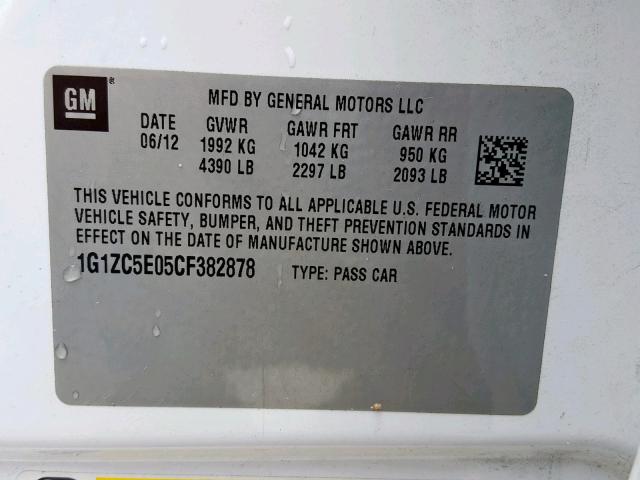 GM
MFD BY GENERAL MOTORS LLC
DATE GVWR GAWR FRT GAWR RR
06/12 1992 KG 1042 KG 950 KG
4390 LB 2297 LB 2093 LB
THIS VEHICLE CONFORMS TO ALL APPLICABLE U.S. FEDERAL MOTOR
VEHICLE SAFETY, BUMPER, AND THEFT PREVENTION STANDARDS IN
EFFECT ON THE DATE OF MANUFACTURE SHOWN ABOVE.
1G1ZC5E05CF382878 TYPE: PASS CAR